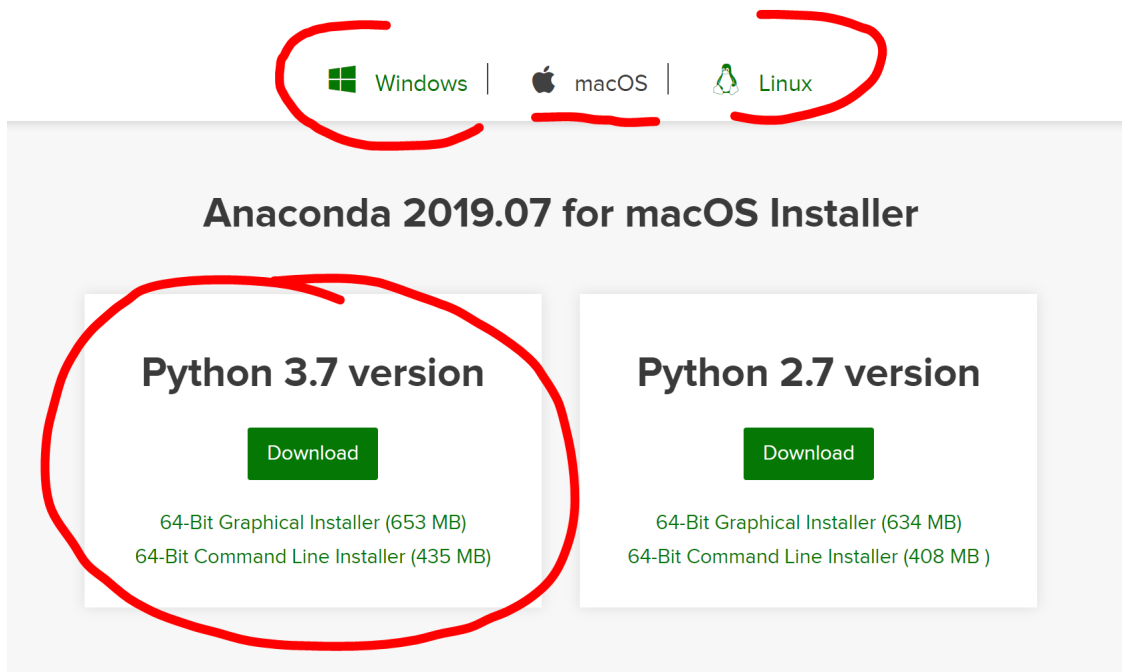 Windows | macOS | Linux
Anaconda 2019.07 for macOS Installer
Python 3.7 version
Download
64-Bit Graphical Installer (653 MB)
64-Bit Command Line Installer (435 MB)
Python 2.7 version
Download
64-Bit Graphical Installer (634 MB)
64-Bit Command Line Installer (408 MB )